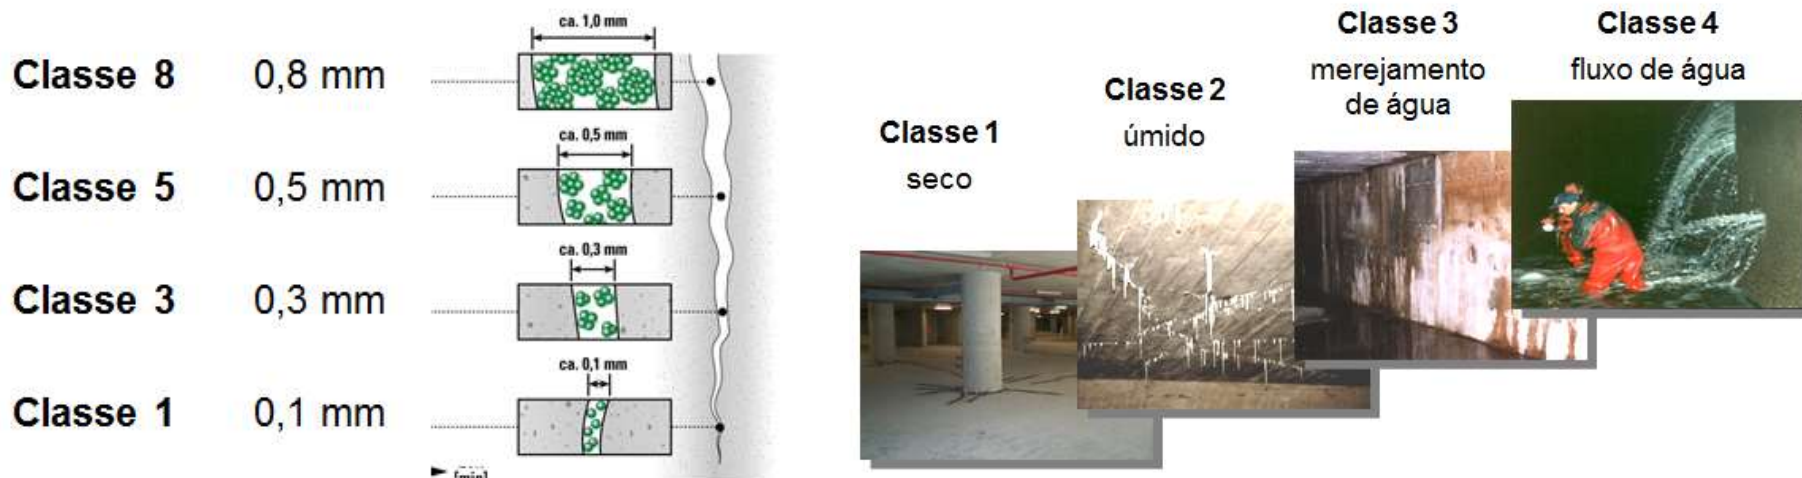 Classe 8 0,8 mm
ca. 1,0 mm
Classe 5 0,5 mm
ca. 0,5 mm
Classe 3 0,3 mm
ca. 0,3 mm
Classe 1 0,1 mm
ca. 0,1 mm
Classe 1
seco
Classe 2
úmido
Classe 3
merejamento
de água
Classe 4
fluxo de água